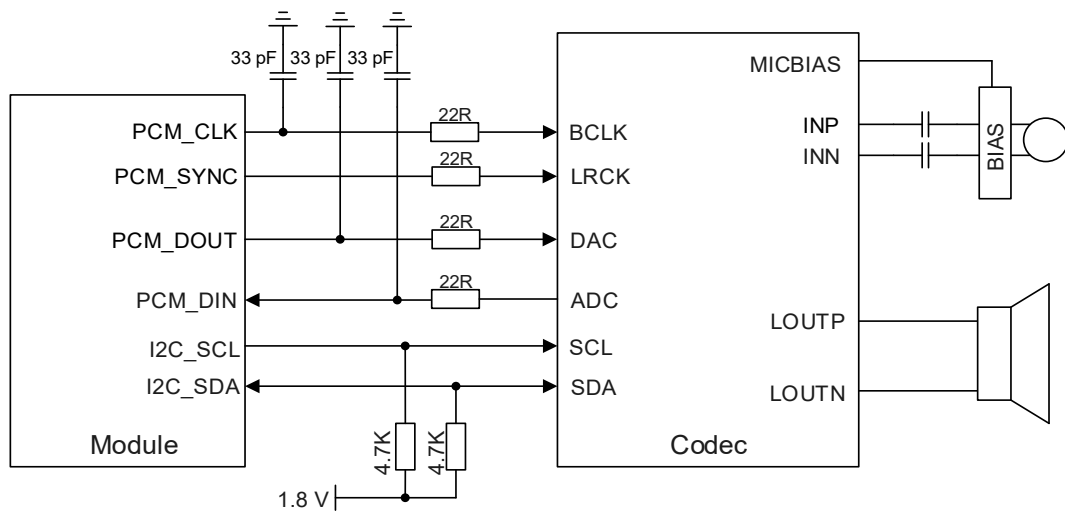 33 pF 33 pF 33 pF
MICBIAS
PCM_CLK
22R
BCLK
INP
INN
BIAS
PCM_SYNC
22R
LRCK
PCM_DOUT
22R
DAC
PCM_DIN
22R
ADC
LOUTP
I2C_SCL
SCL
I2C_SDA
SDA
LOUTN
Module
4.7K
4.7K
Codec
1.8 V